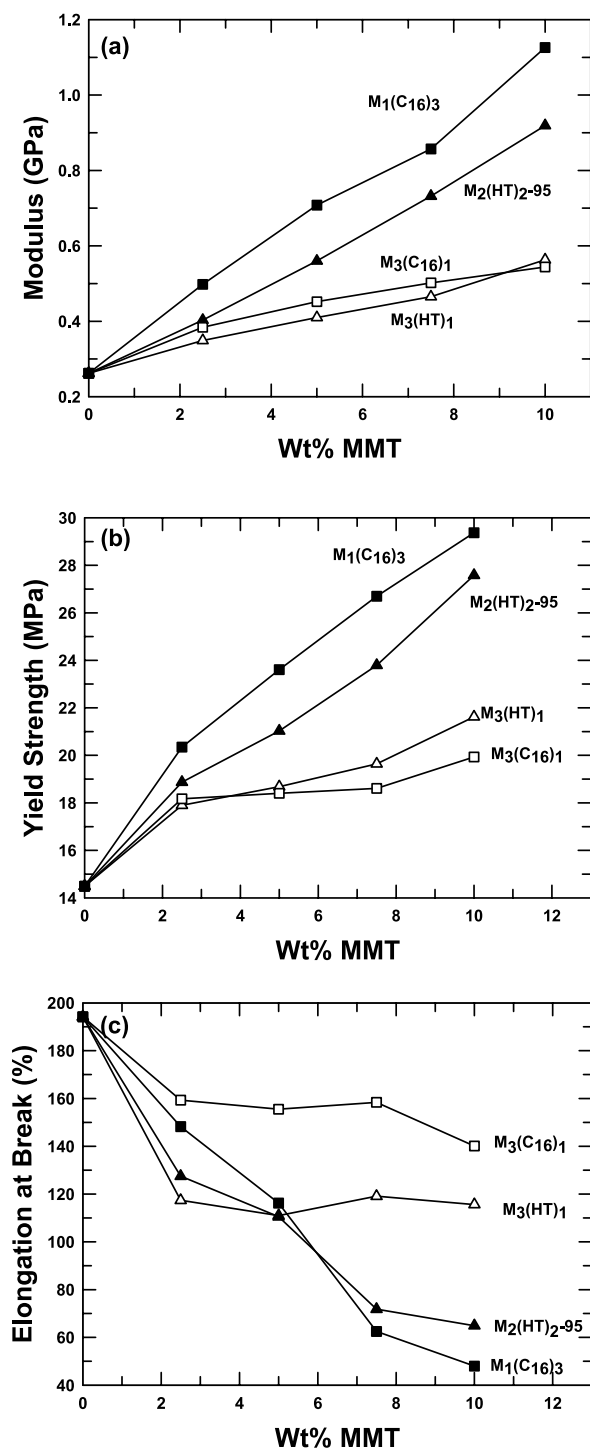 (a)
1.2
1.0
0.8
0.6
0.4
0.2
Modulus (GPa)
M1(C16)3
M2(HT)2-95
M3(C16)1
M3(HT)1
0 2 4 6 8 10
Wt% MMT
(b)
30
28
26
24
22
20
18
16
14
Yield Strength (MPa)
M1(C16)3
M2(HT)2-95
M3(HT)1
M3(C16)1
0 2 4 6 8 10 12
Wt% MMT
(c)
200
180
160
140
120
100
80
60
40
Elongation at Break (%)
M3(C16)1
M3(HT)1
M2(HT)2-95
M1(C16)3
0 2 4 6 8 10 12
Wt% MMT